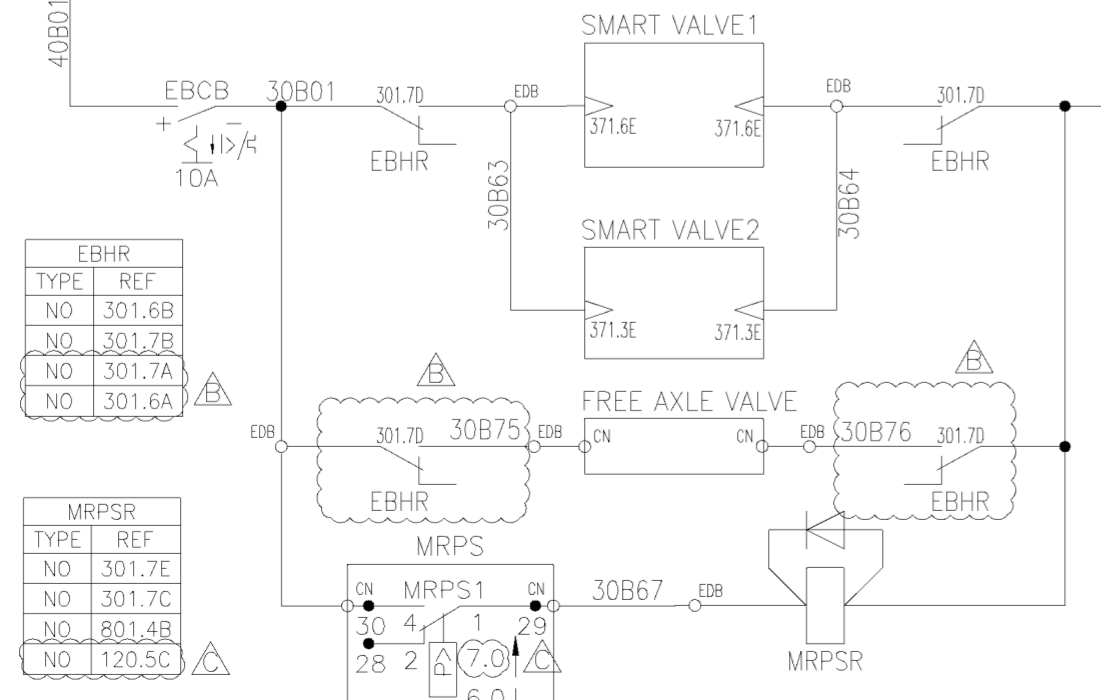 40B01
SMART VALVE1
EBCB
30B01
301.7D
EDB
EDB
301.7D
+
−
371.6E
371.6E
EBHR
EBHR
10A
30B63
30B64
SMART VALVE2
EBHR
TYPE REF
NO 301.6B
NO 301.7B
NO 301.7A
NO 301.6A
B
371.3E
371.3E
B
B
FREE AXLE VALVE
EDB
301.7D
30B75
EDB
CN
CN
EDB
30B76
301.7D
EBHR
EBHR
MRPSR
TYPE REF
NO 301.7E
NO 301.7C
NO 801.4B
NO 120.5C
C
MRPS
CN
MRPS1
CN
30B67
EDB
30
4
1
29
28
2
P>
7.0
C
6.0
MRPSR